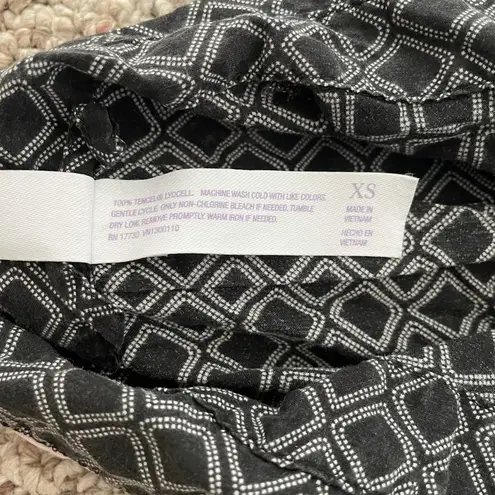 100% TENCEL® LYOCELL. MACHINE WASH COLD WITH LIKE COLORS.
GENTLE CYCLE. ONLY NON-CHLORINE BLEACH IF NEEDED. TUMBLE
DRY LOW. REMOVE PROMPTLY. WARM IRON IF NEEDED.
RN 17730 VN1300110
XS
MADE IN
VIETNAM
HECHO EN
VIETNAM